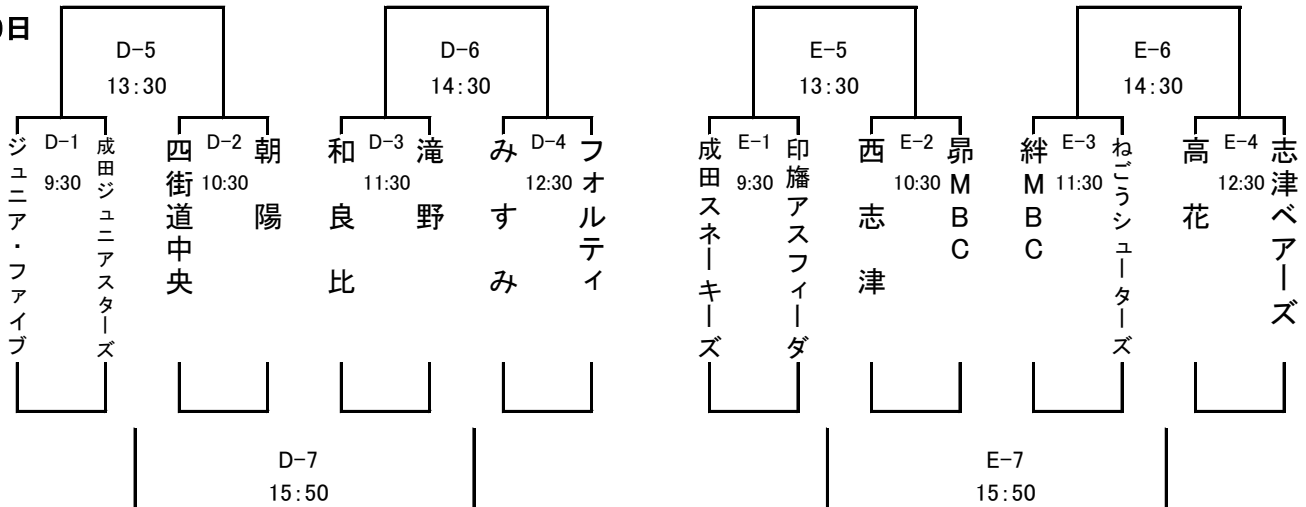 日
D-5
13:30
D-6
14:30
E-5
13:30
E-6
14:30
ジュニア・ファイブ
D-1
9:30
成田ジュニアスターズ
四街道中央
D-2
10:30
朝陽
和良比
D-3
11:30
滝野
みすみ
D-4
12:30
フォルティ
成田スネーキーズ
E-1
9:30
印旛アスフィーダ
西志津
E-2
10:30
昴MBC
絆MBC
E-3
11:30
ねごうシューターズ
高花
E-4
12:30
志津ベアーズ
D-7
15:50
E-7
15:50